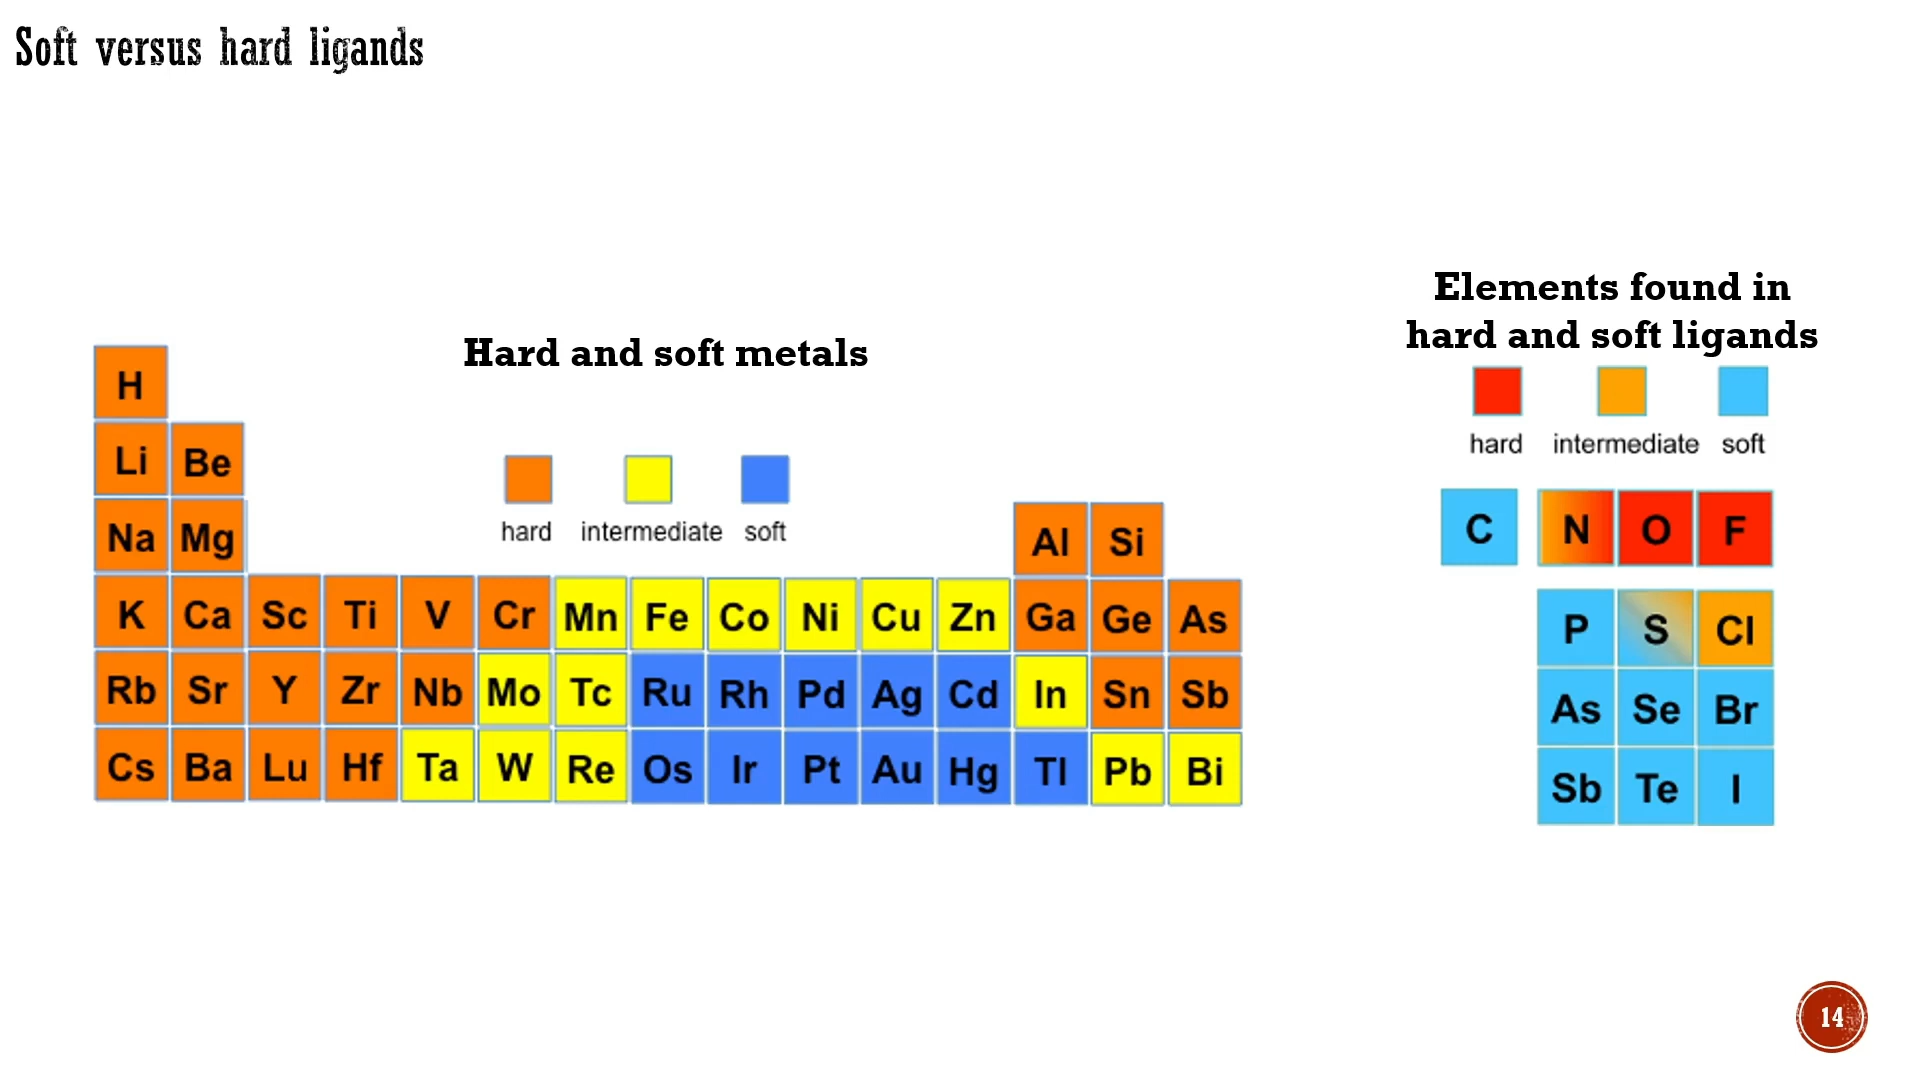 Soft versus hard ligands
Hard and soft metals
hard intermediate soft
H
Li Be
Na Mg Al Si
K Ca Sc Ti V Cr Mn Fe Co Ni Cu Zn Ga Ge As
Rb Sr Y Zr Nb Mo Tc Ru Rh Pd Ag Cd In Sn Sb
Cs Ba Lu Hf Ta W Re Os Ir Pt Au Hg Tl Pb Bi
Elements found in
hard and soft ligands
hard intermediate soft
C N O F
P S Cl
As Se Br
Sb Te I
14